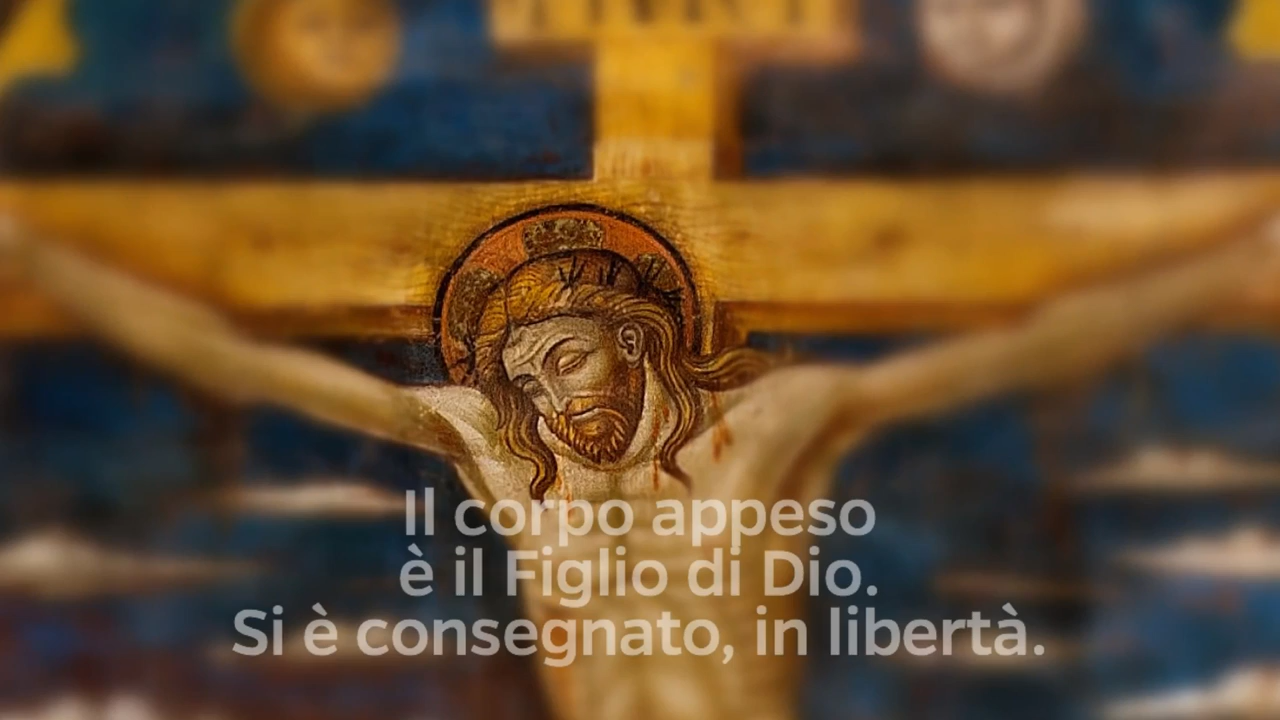 Il corpo appeso
è il Figlio di Dio.
Si è consegnato, in libertà.